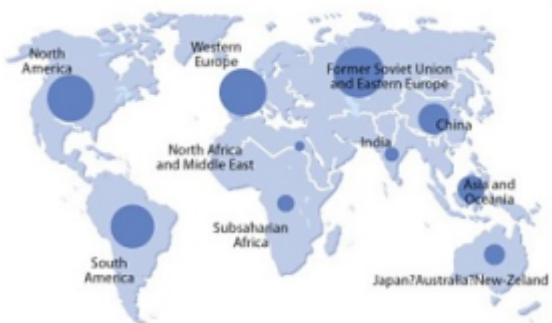 North
America
Western
Europe
Former Soviet Union
and Eastern Europe
China
North Africa
and Middle East
India
Asia and
Oceania
Subsaharian
Africa
South
America
Japan?Australia?New-Zeland